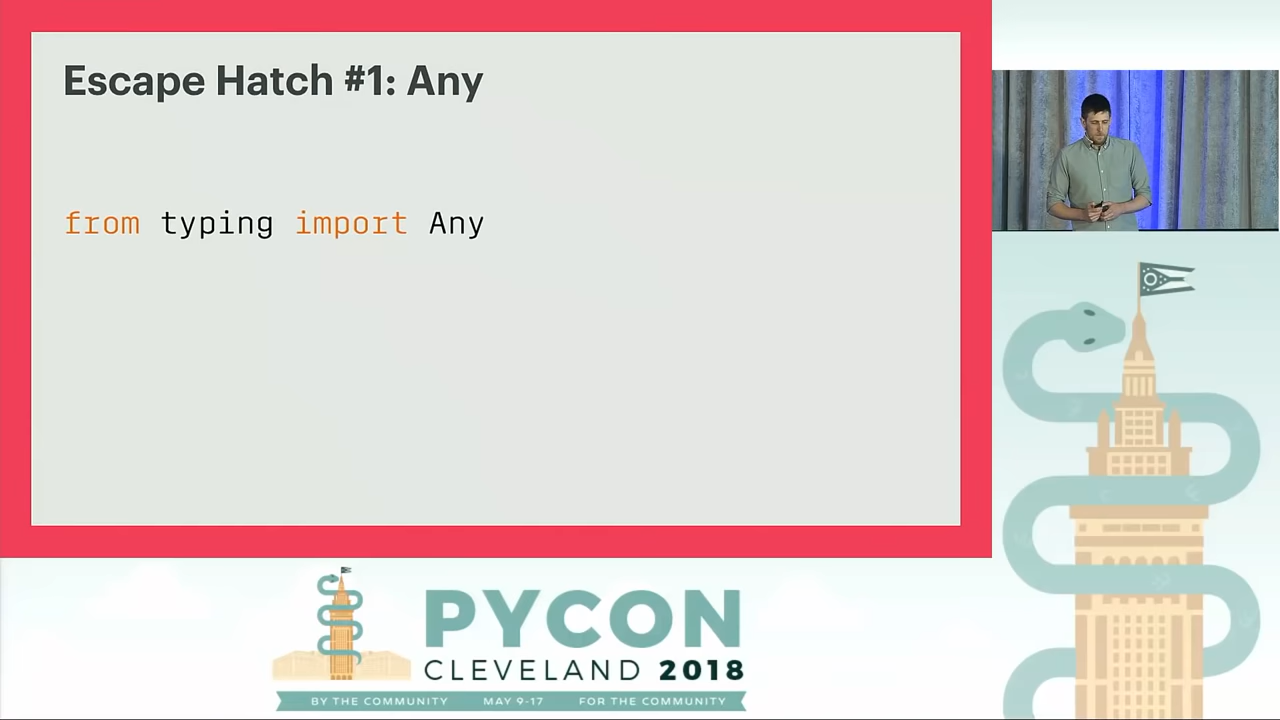 Escape Hatch #1: Any
from typing import Any
PYCON
CLEVELAND 2018
BY THE COMMUNITY MAY 9-17 FOR THE COMMUNITY